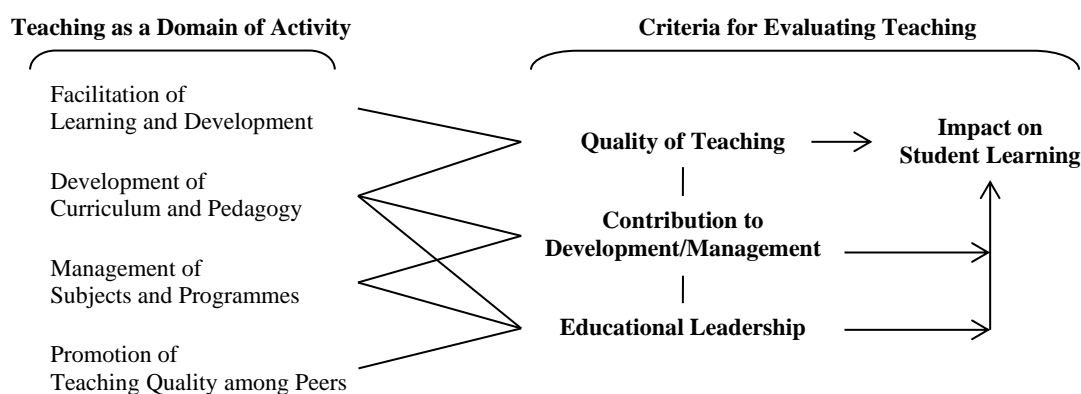 Teaching as a Domain of Activity
Criteria for Evaluating Teaching
Facilitation of
Learning and Development
Development of
Curriculum and Pedagogy
Management of
Subjects and Programmes
Promotion of
Teaching Quality among Peers
Quality of Teaching
Contribution to
Development/Management
Educational Leadership
Impact on
Student Learning